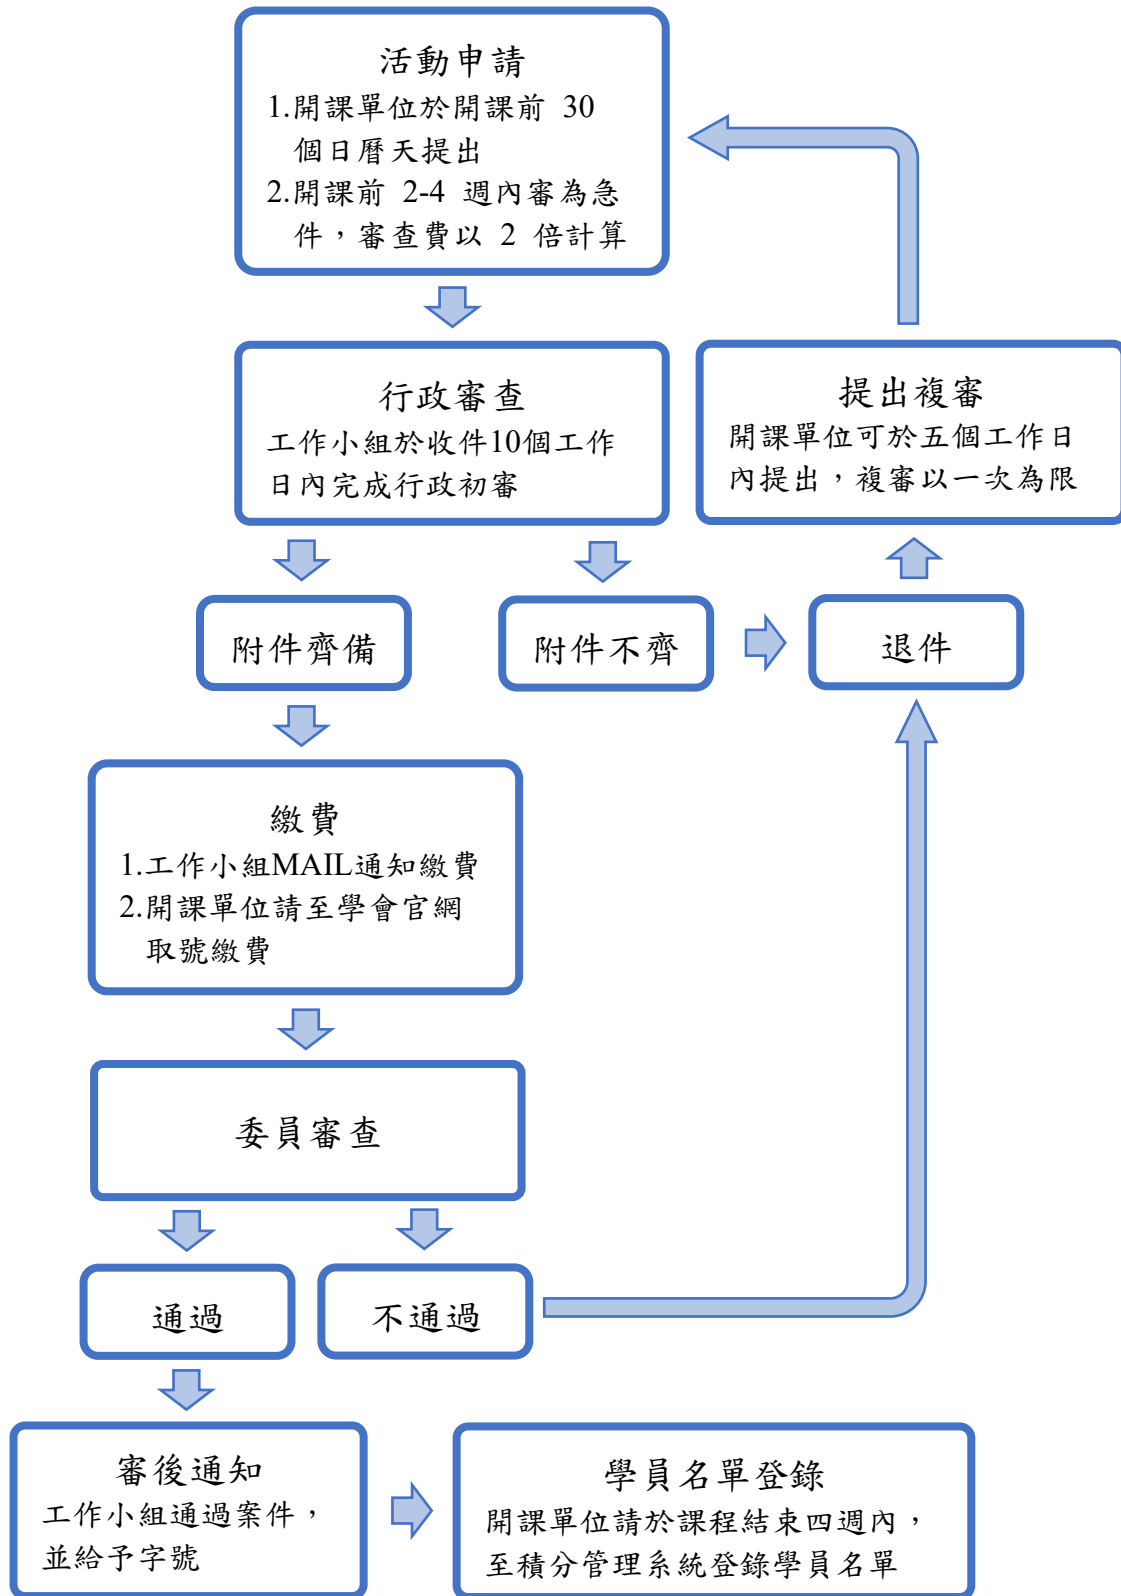 活動申請
1.開課單位於開課前 30
個日曆天提出
2.開課前 2-4 週內審為急
件，審查費以 2 倍計算
行政審查
工作小組於收件10個工作
日內完成行政初審
提出複審
開課單位可於五個工作日
內提出，複審以一次為限
附件齊備
附件不齊
退件
繳費
1.工作小組MAIL通知繳費
2.開課單位請至學會官網
取號繳費
委員審查
通過
不通過
審後通知
工作小組通過案件，
並給予字號
學員名單登錄
開課單位請於課程結束四週內，
至積分管理系統登錄學員名單